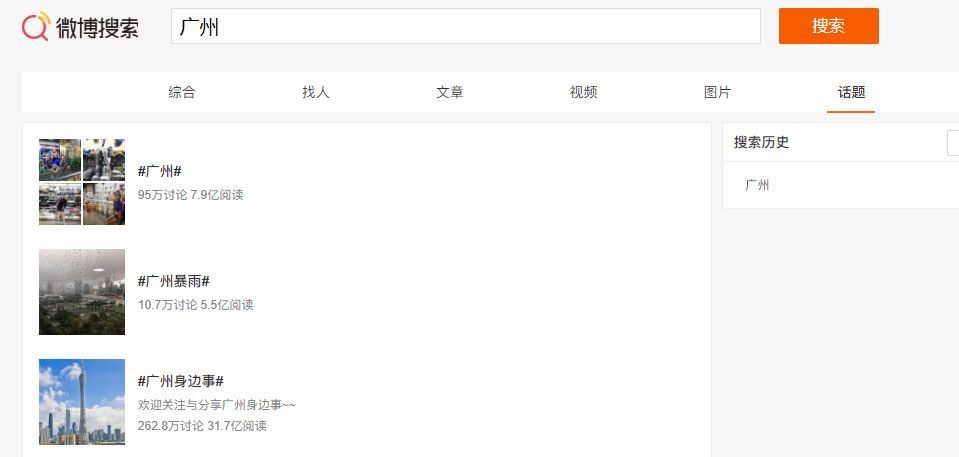 微博搜索
广州
搜索
综合 找人 文章 视频 图片 话题
#广州#
95万讨论 7.9亿阅读
#广州暴雨#
10.7万讨论 5.5亿阅读
#广州身边事#
欢迎关注与分享广州身边事~~
262.8万讨论 31.7亿阅读
搜索历史
广州